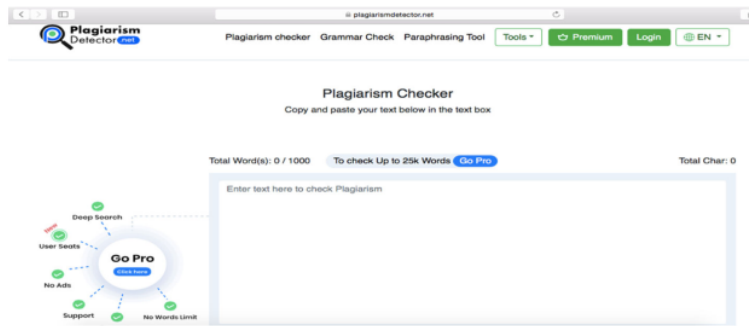 plagiarismdetector.net
Plagiarism
Detector.net
Plagiarism checker Grammar Check Paraphrasing Tool Tools Premium Login EN
Plagiarism Checker
Copy and paste your text below in the text box
Total Word(s): 0 / 1000 To check Up to 25k Words Go Pro Total Char: 0
Enter text here to check Plagiarism
Deep Search
New
User Seats
Go Pro
Click here
No Ads
Support
No Words Limit